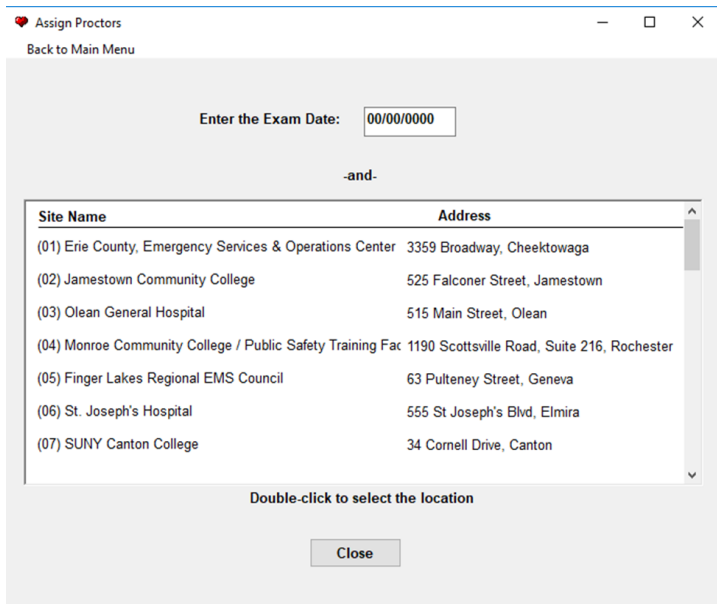 Assign Proctors
Back to Main Menu
Enter the Exam Date: 00/00/0000
-and-
Site Name Address
(01) Erie County, Emergency Services & Operations Center 3359 Broadway, Cheektowaga
(02) Jamestown Community College 525 Falconer Street, Jamestown
(03) Olean General Hospital 515 Main Street, Olean
(04) Monroe Community College / Public Safety Training Fac 1190 Scottsville Road, Suite 216, Rochester
(05) Finger Lakes Regional EMS Council 63 Pulteney Street, Geneva
(06) St. Joseph's Hospital 555 St Joseph's Blvd, Elmira
(07) SUNY Canton College 34 Cornell Drive, Canton
Double-click to select the location
Close